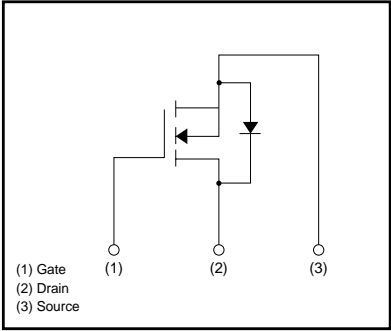 (1) (2) (3)
(1) Gate
(2) Drain
(3) Source